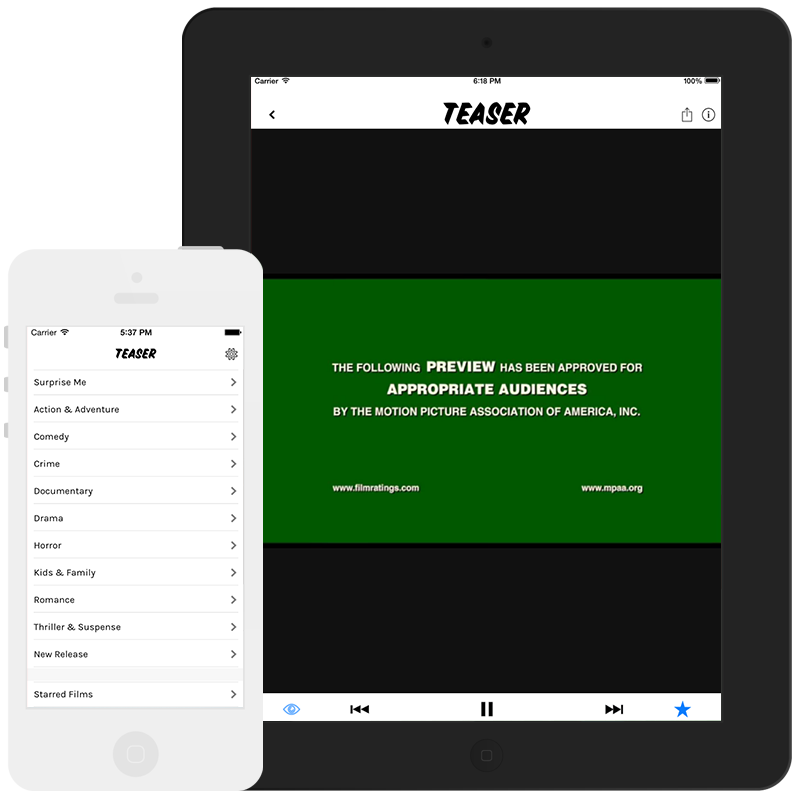 Carrier 6:18 PM 100%
TEASER
THE FOLLOWING PREVIEW HAS BEEN APPROVED FOR
APPROPRIATE AUDIENCES
BY THE MOTION PICTURE ASSOCIATION OF AMERICA, INC.
www.filmratings.com www.mpaa.org
Carrier 5:37 PM
TEASER
Surprise Me
Action & Adventure
Comedy
Crime
Documentary
Drama
Horror
Kids & Family
Romance
Thriller & Suspense
New Release
Starred Films